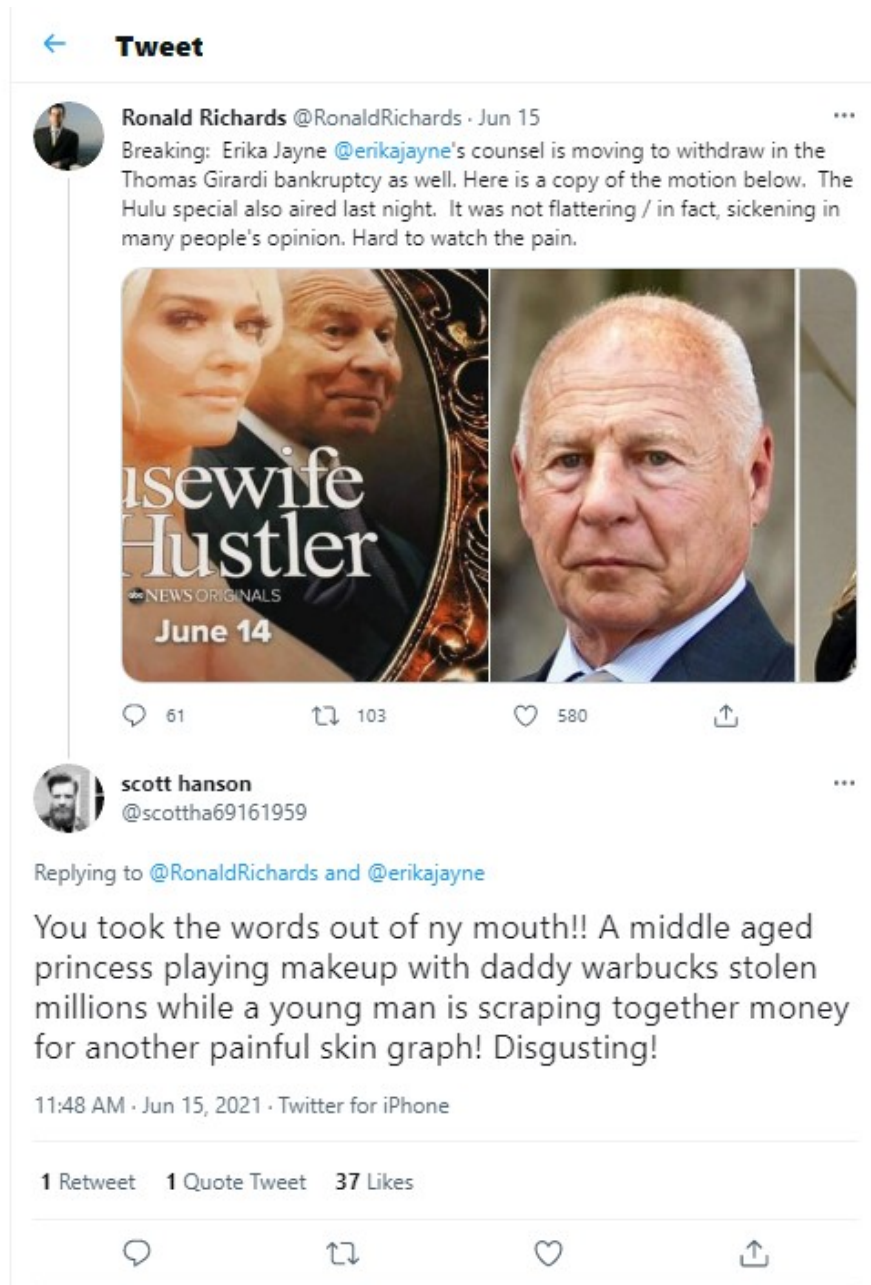 Tweet
Ronald Richards @RonaldRichards · Jun 15
Breaking: Erika Jayne @erikajayne's counsel is moving to withdraw in the
Thomas Girardi bankruptcy as well. Here is a copy of the motion below. The
Hulu special also aired last night. It was not flattering / in fact, sickening in
many people's opinion. Hard to watch the pain.
usewife
Hustler
abc NEWS ORIGINALS
June 14
61 103 580
scott hanson
@scottha69161959
Replying to @RonaldRichards and @erikajayne
You took the words out of ny mouth!! A middle aged
princess playing makeup with daddy warbucks stolen
millions while a young man is scraping together money
for another painful skin graph! Disgusting!
11:48 AM · Jun 15, 2021 · Twitter for iPhone
1 Retweet 1 Quote Tweet 37 Likes